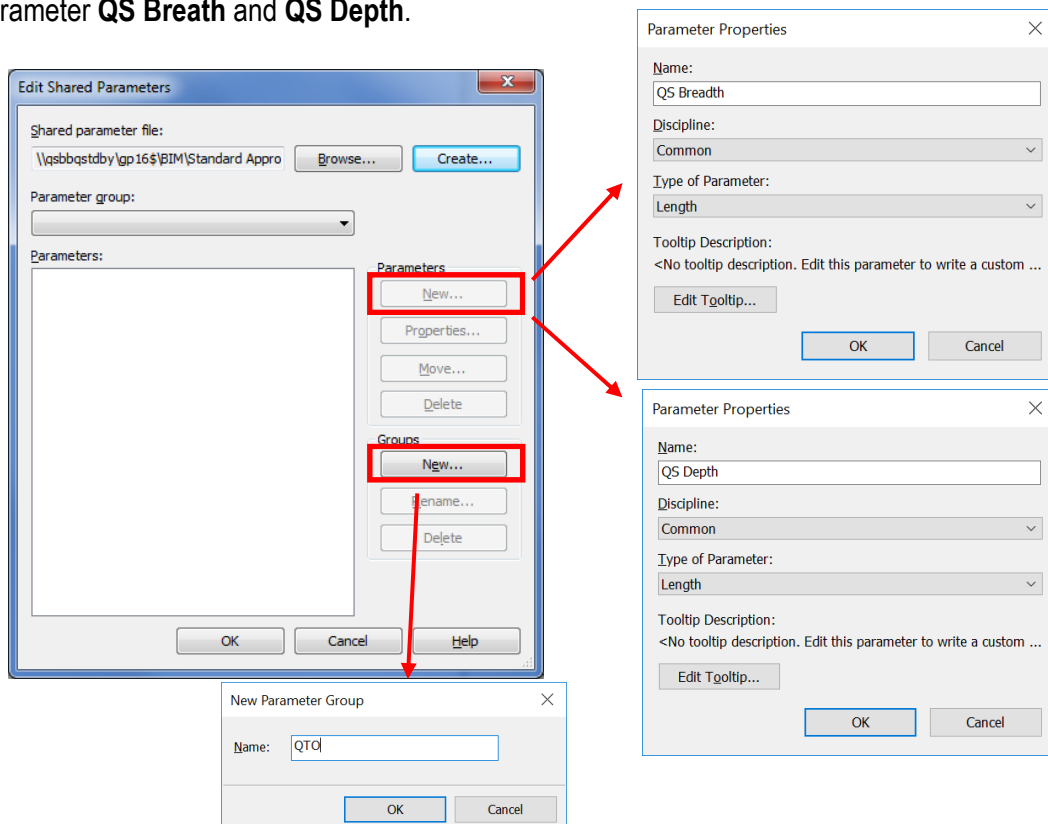 rameter QS Breath and QS Depth.
Edit Shared Parameters
Shared parameter file:
\\qsbbqstdby\gp16$\BIM\Standard Appro
Browse...
Create...
Parameter group:
Parameters:
Parameters
New...
Properties...
Move...
Delete
Groups
New...
Rename...
Delete
OK
Cancel
Help
Parameter Properties
Name:
QS Breadth
Discipline:
Common
Type of Parameter:
Length
Tooltip Description:
<No tooltip description. Edit this parameter to write a custom ...
Edit Tooltip...
OK
Cancel
Parameter Properties
Name:
QS Depth
Discipline:
Common
Type of Parameter:
Length
Tooltip Description:
<No tooltip description. Edit this parameter to write a custom ...
Edit Tooltip...
OK
Cancel
New Parameter Group
Name:
QTO
OK
Cancel